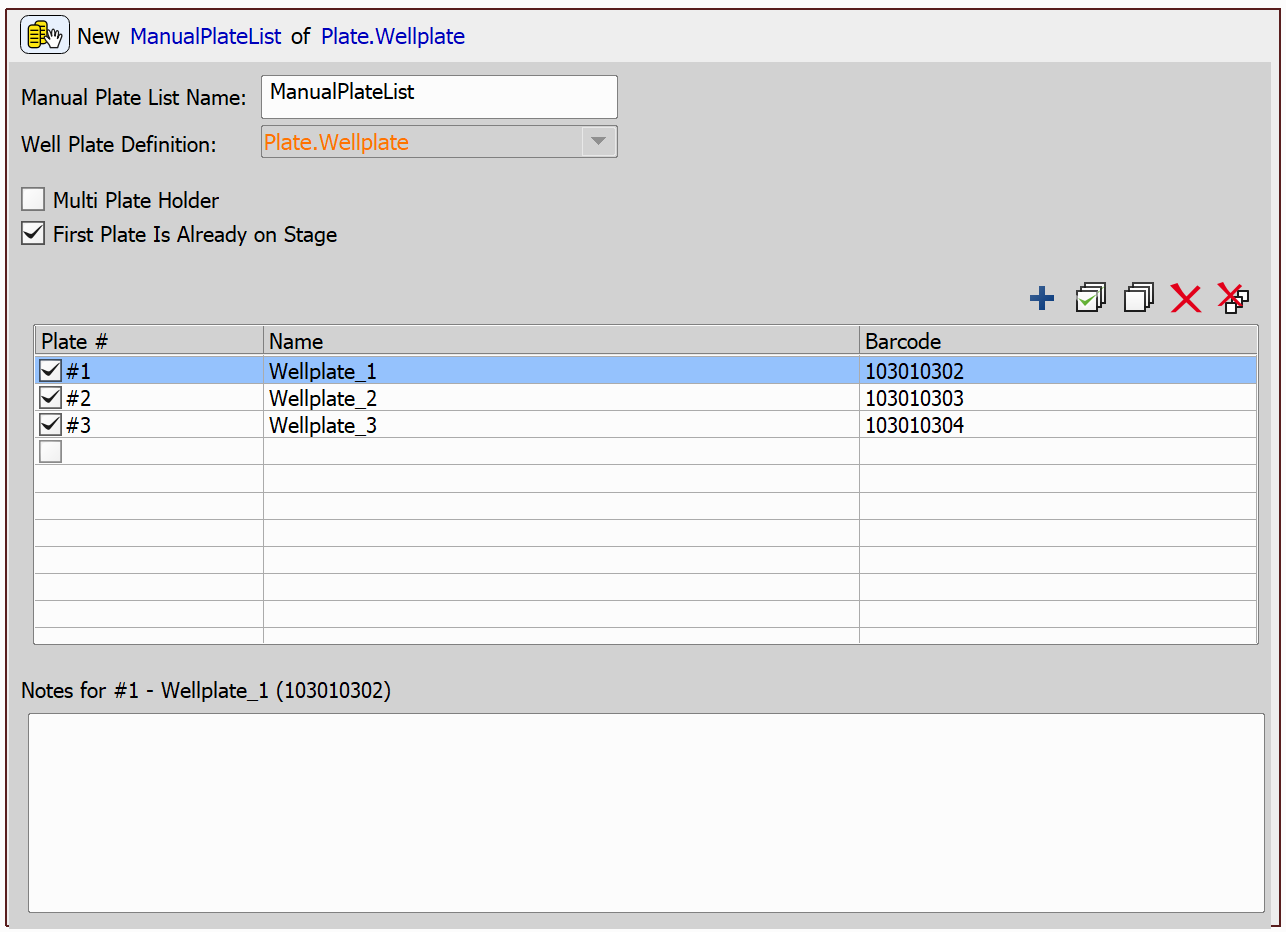 New ManualPlateList of Plate.Wellplate
Manual Plate List Name: ManualPlateList
Well Plate Definition: Plate.Wellplate
Multi Plate Holder
First Plate Is Already on Stage
Plate # Name Barcode
#1 Wellplate_1 103010302
#2 Wellplate_2 103010303
#3 Wellplate_3 103010304
Notes for #1 - Wellplate_1 (103010302)